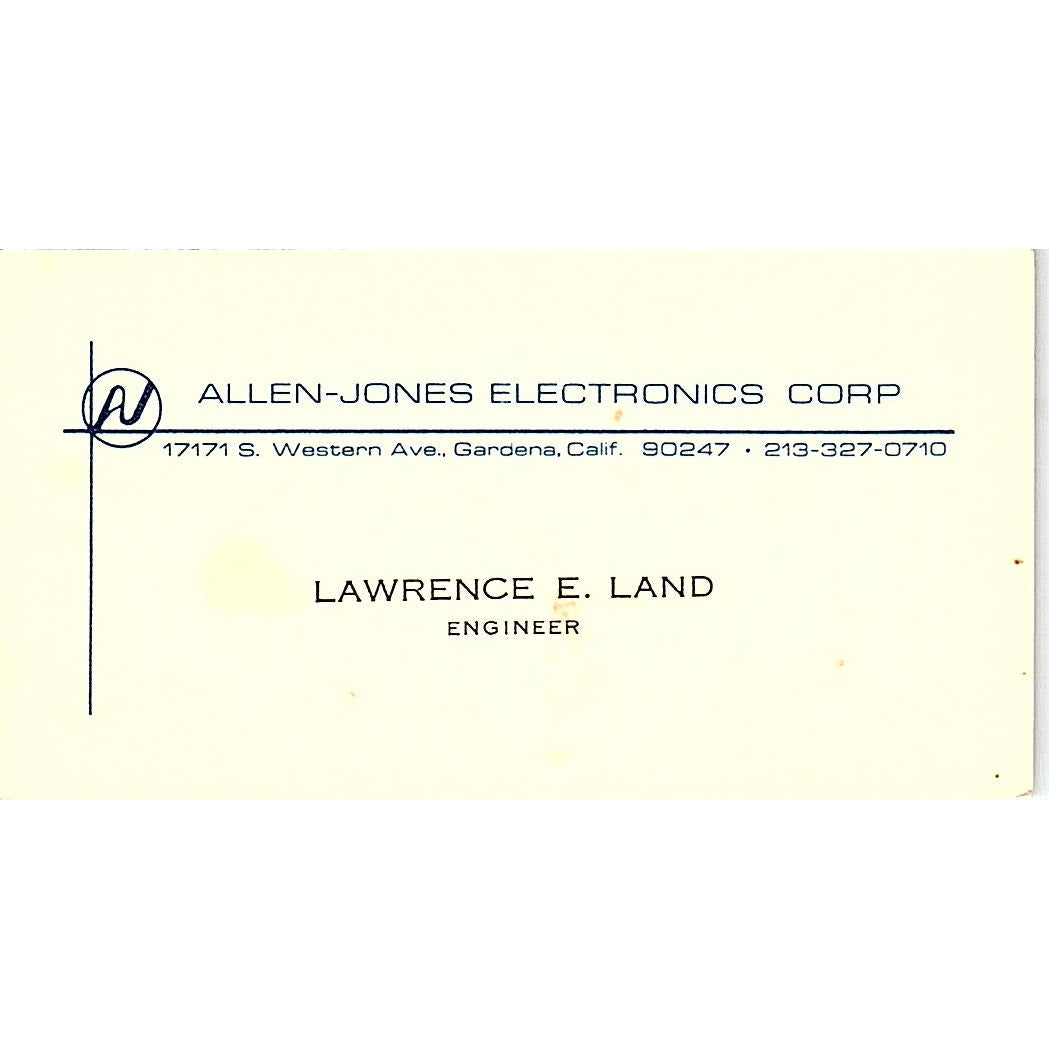 ALLEN-JONES ELECTRONICS CORP
17171 S. Western Ave., Gardena, Calif. 90247 • 213-327-0710
LAWRENCE E. LAND
ENGINEER